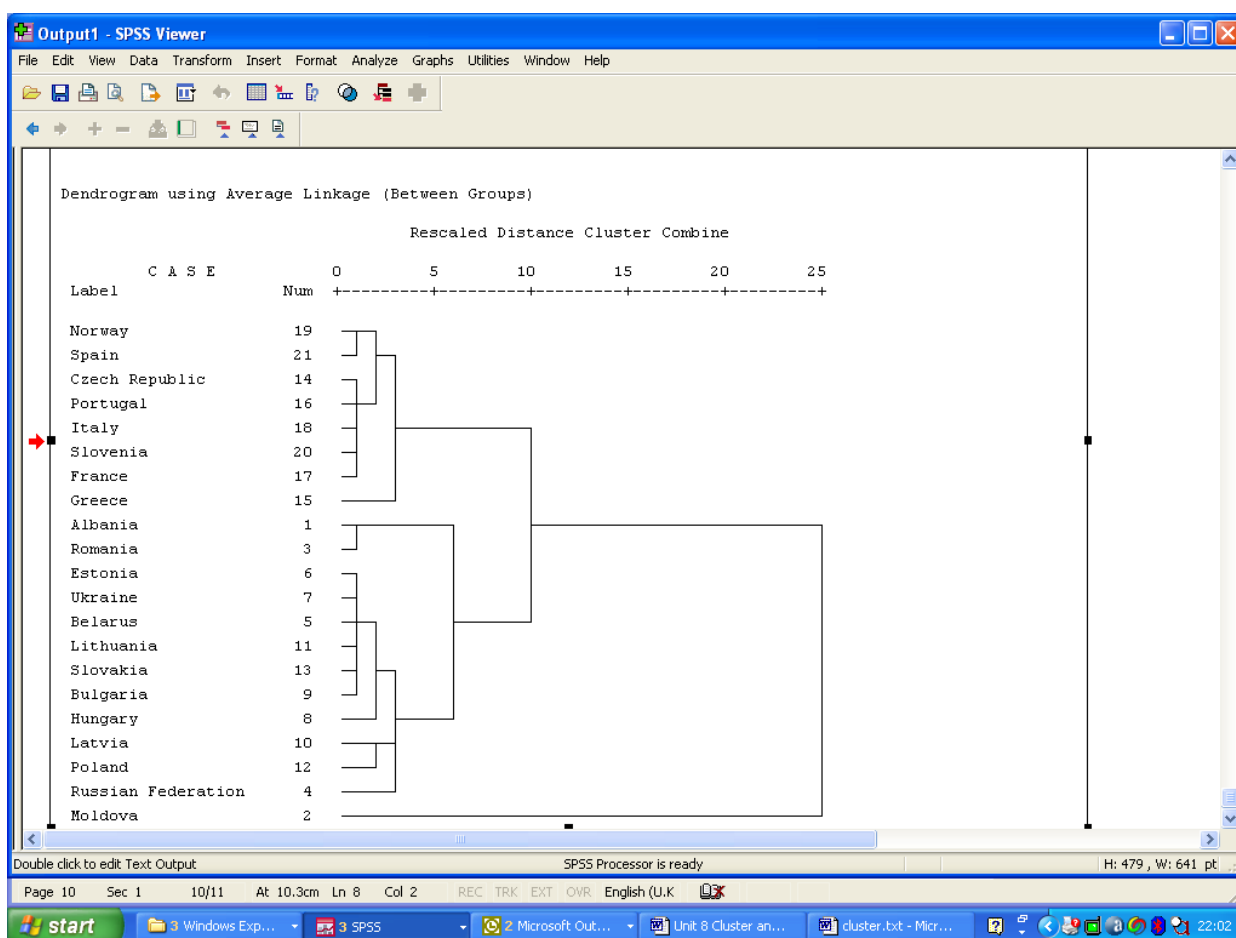 Output1 - SPSS Viewer
File Edit View Data Transform Insert Format Analyze Graphs Utilities Window Help
Dendrogram using Average Linkage (Between Groups)
Rescaled Distance Cluster Combine
C A S E 0 5 10 15 20 25
Label Num +---------+---------+---------+---------+---------+
Norway 19
Spain 21
Czech Republic 14
Portugal 16
Italy 18
Slovenia 20
France 17
Greece 15
Albania 1
Romania 3
Estonia 6
Ukraine 7
Belarus 5
Lithuania 11
Slovakia 13
Bulgaria 9
Hungary 8
Latvia 10
Poland 12
Russian Federation 4
Moldova 2
Double click to edit Text Output SPSS Processor is ready H: 479 , W: 641 pt
Page 10 Sec 1 10/11 At 10.3cm Ln 8 Col 2 REC TRK EXT OVR English (U.K
start 3 Windows Exp... 3 SPSS 2 Microsoft Out... Unit 8 Cluster an... cluster.txt - Micr... 22:02